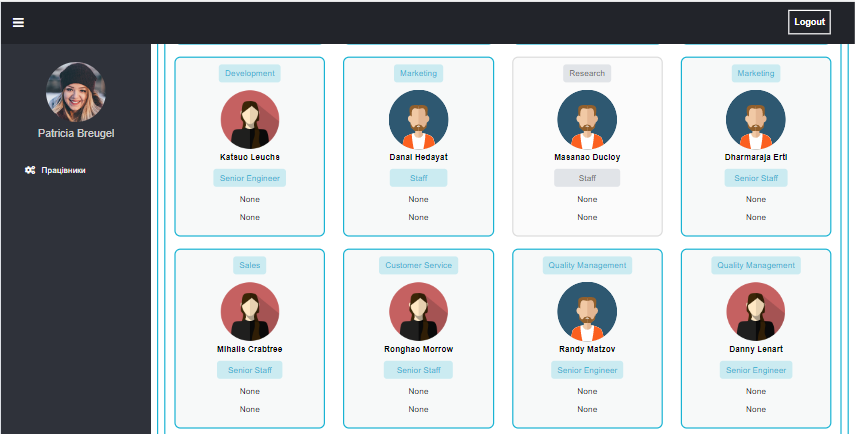 Logout
Patricia Breugel
Працівники
Development
Marketing
Research
Marketing
Katsuo Leuchs
Danai Hedayat
Masanao Ducloy
Dharmaraja Ertl
Senior Engineer
Staff
Staff
Senior Staff
None
None
None
None
None
None
None
None
Sales
Customer Service
Quality Management
Quality Management
Mihalis Crabtree
Ronghao Morrow
Randy Matzov
Danny Lenart
Senior Staff
Senior Staff
Senior Engineer
Senior Engineer
None
None
None
None
None
None
None
None